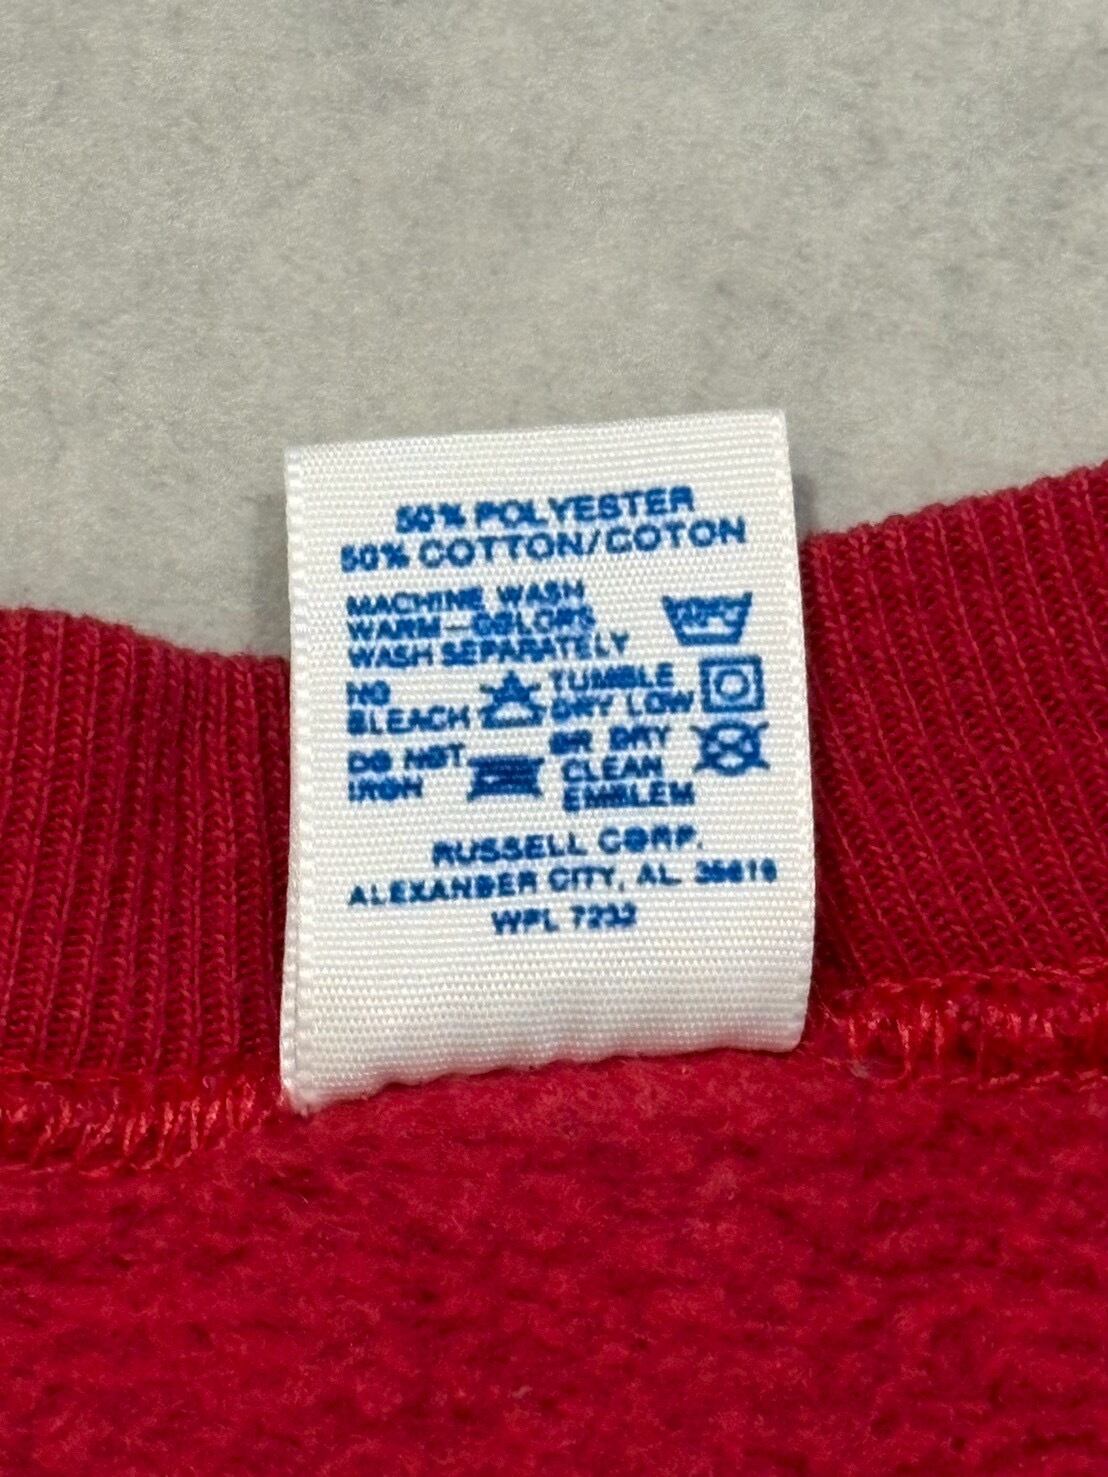 50% POLYESTER
50% COTTON/COTON
MACHINE WASH
WARM-COLORS
WASH SEPARATELY
NO
BLEACH
TUMBLE
DRY LOW
DO NOT
IRON
OR DRY
CLEAN
EMBLEM
RUSSELL CORP.
ALEXANDER CITY, AL
WPL 7232